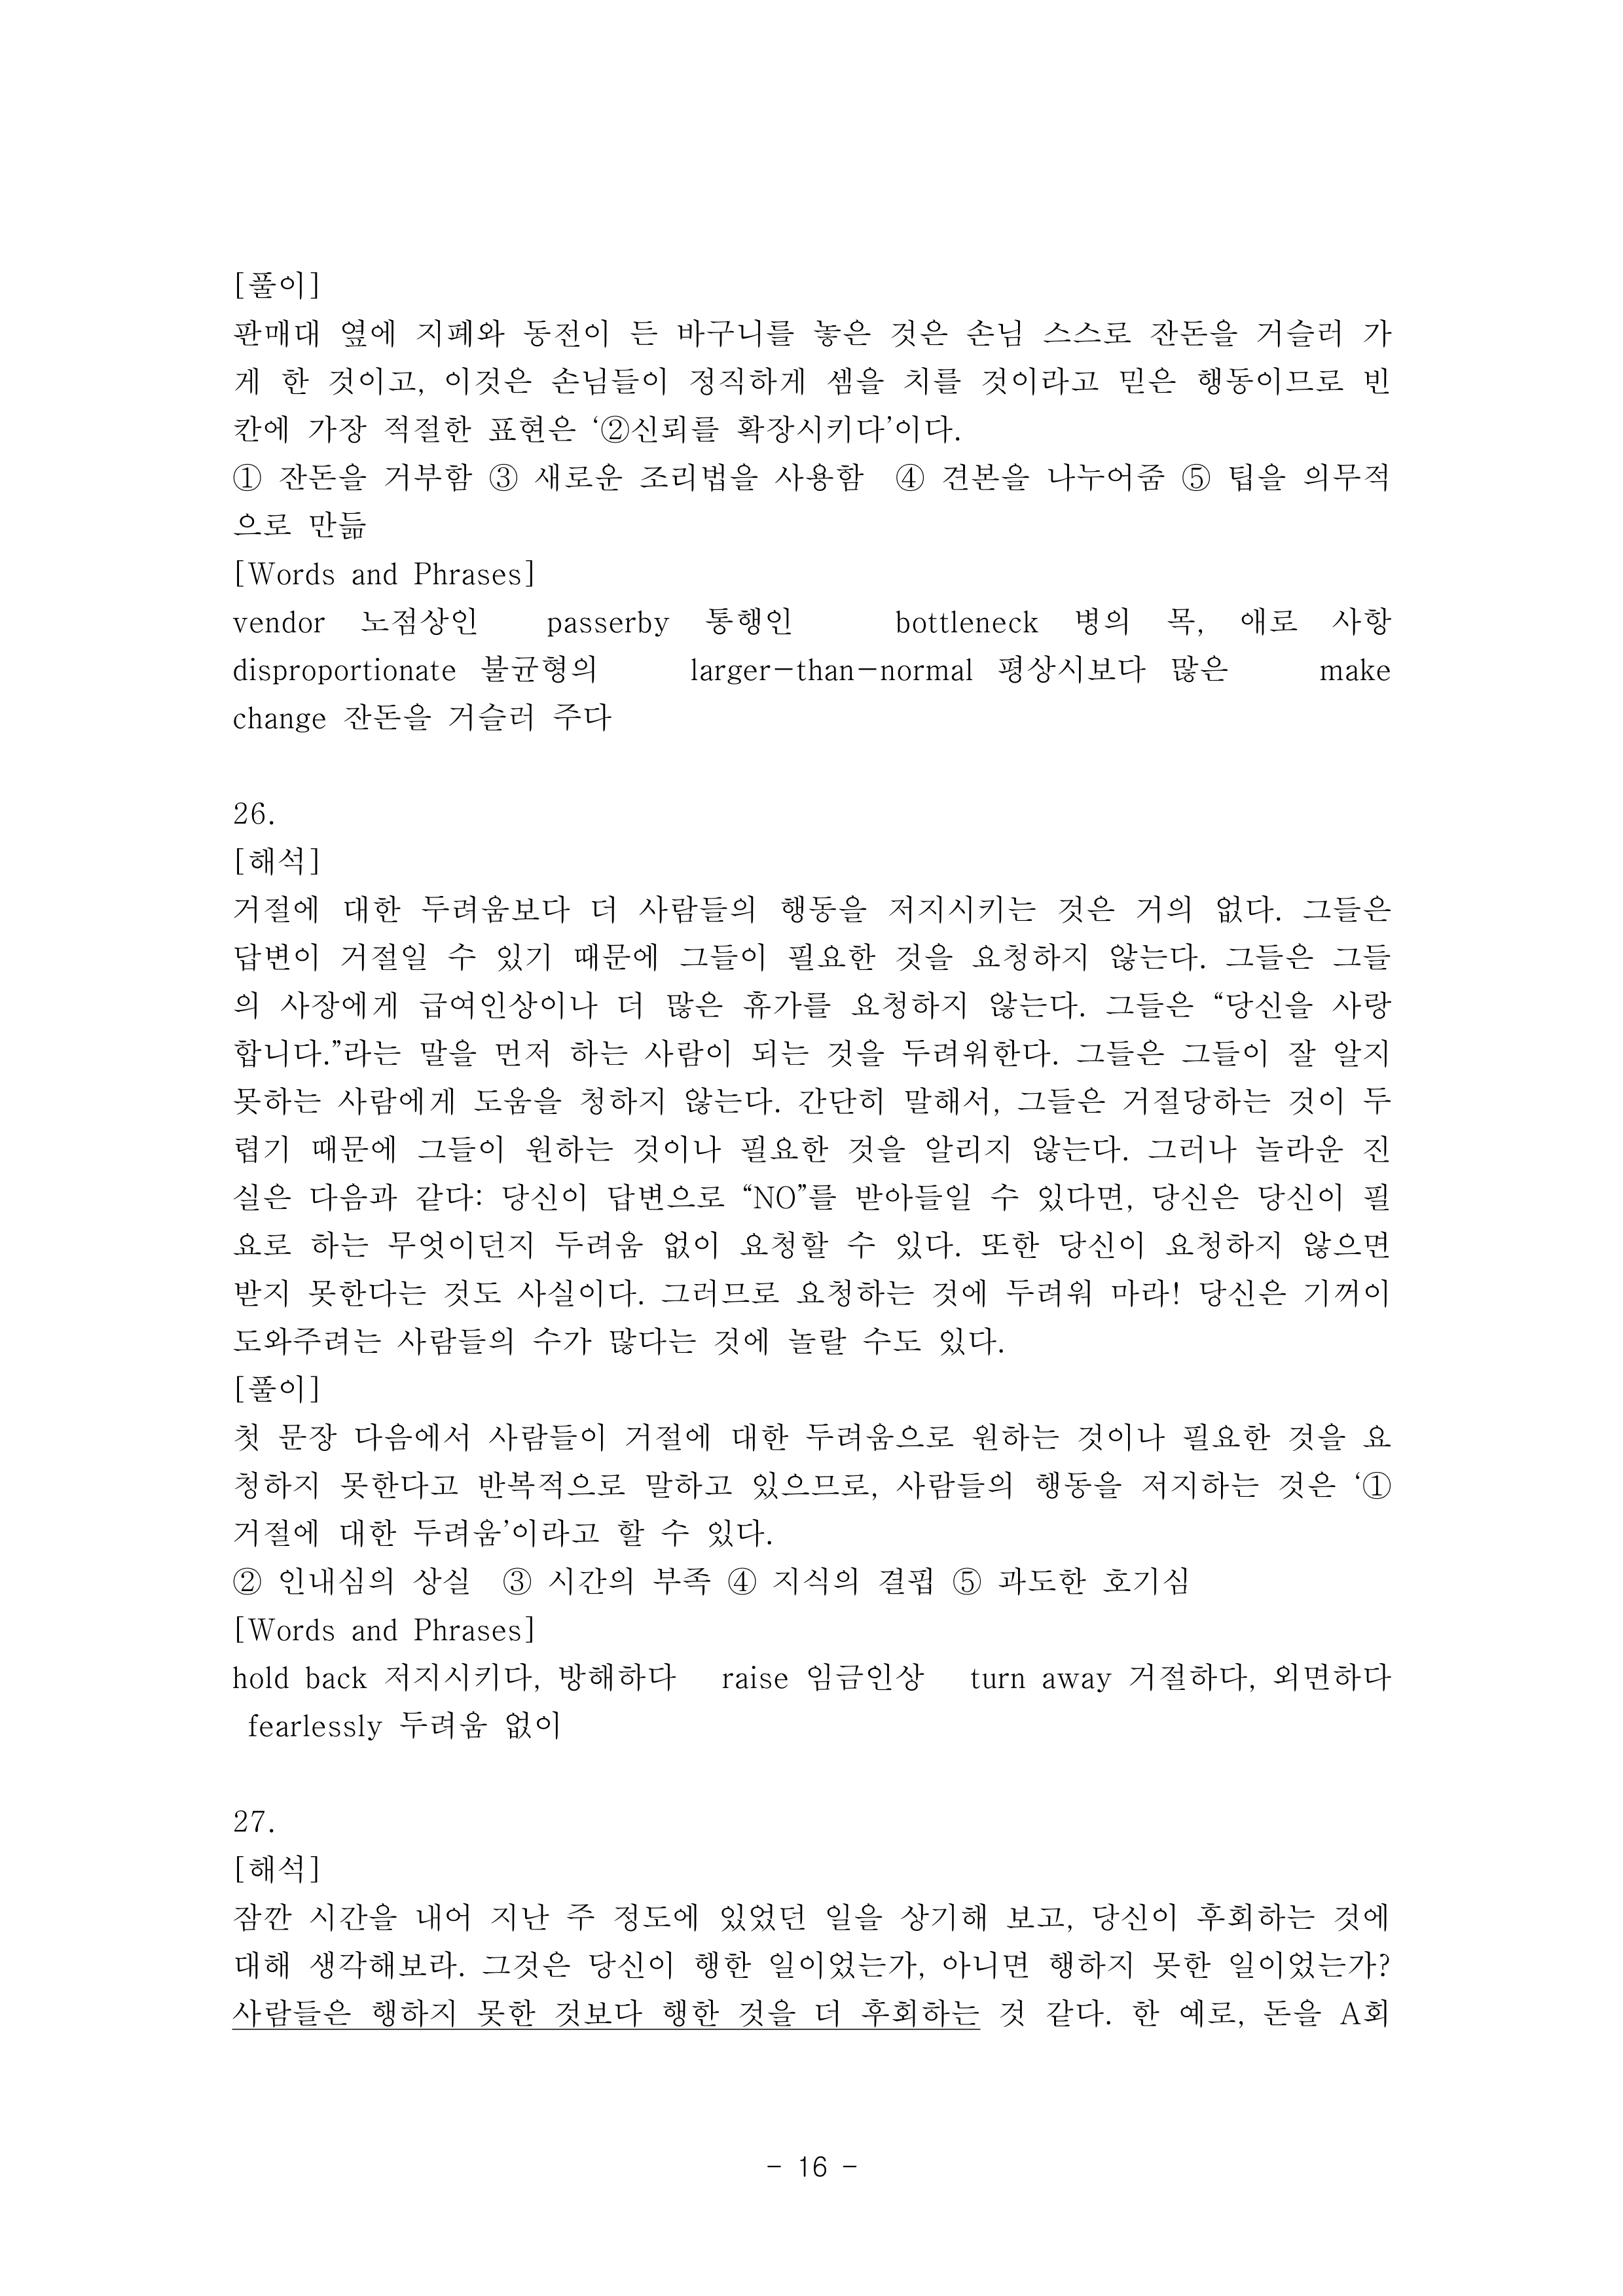 [풀이]
판매대 옆에 지폐와 동전이 든 바구니를 놓은 것은 손님 스스로 잔돈을 거슬러 가
게 한 것이고, 이것은 손님들이 정직하게 셈을 치를 것이라고 믿은 행동이므로 빈
칸에 가장 적절한 표현은 ‘②신뢰를 확장시키다’이다.
① 잔돈을 거부함 ③ 새로운 조리법을 사용함 ④ 견본을 나누어줌 ⑤ 팁을 의무적
으로 만듦
[Words and Phrases]
vendor 노점상인 passerby 통행인 bottleneck 병의 목, 애로 사항
disproportionate 불균형의 larger-than-normal 평상시보다 많은 make
change 잔돈을 거슬러 주다
26.
[해석]
거절에 대한 두려움보다 더 사람들의 행동을 저지시키는 것은 거의 없다. 그들은
답변이 거절일 수 있기 때문에 그들이 필요한 것을 요청하지 않는다. 그들은 그들
의 사장에게 급여인상이나 더 많은 휴가를 요청하지 않는다. 그들은 “당신을 사랑
합니다.”라는 말을 먼저 하는 사람이 되는 것을 두려워한다. 그들은 그들이 잘 알지
못하는 사람에게 도움을 청하지 않는다. 간단히 말해서, 그들은 거절당하는 것이 두
렵기 때문에 그들이 원하는 것이나 필요한 것을 알리지 않는다. 그러나 놀라운 진
실은 다음과 같다: 당신이 답변으로 “NO”를 받아들일 수 있다면, 당신은 당신이 필
요로 하는 무엇이던지 두려움 없이 요청할 수 있다. 또한 당신이 요청하지 않으면
받지 못한다는 것도 사실이다. 그러므로 요청하는 것에 두려워 마라! 당신은 기꺼이
도와주려는 사람들의 수가 많다는 것에 놀랄 수도 있다.
[풀이]
첫 문장 다음에서 사람들이 거절에 대한 두려움으로 원하는 것이나 필요한 것을 요
청하지 못한다고 반복적으로 말하고 있으므로, 사람들의 행동을 저지하는 것은 ‘①
거절에 대한 두려움’이라고 할 수 있다.
② 인내심의 상실 ③ 시간의 부족 ④ 지식의 결핍 ⑤ 과도한 호기심
[Words and Phrases]
hold back 저지시키다, 방해하다 raise 임금인상 turn away 거절하다, 외면하다
fearlessly 두려움 없이
27.
[해석]
잠깐 시간을 내어 지난 주 정도에 있었던 일을 상기해 보고, 당신이 후회하는 것에
대해 생각해보라. 그것은 당신이 행한 일이었는가, 아니면 행하지 못한 일이었는가?
사람들은 행하지 못한 것보다 행한 것을 더 후회하는 것 같다. 한 예로, 돈을 A회
- 16 -